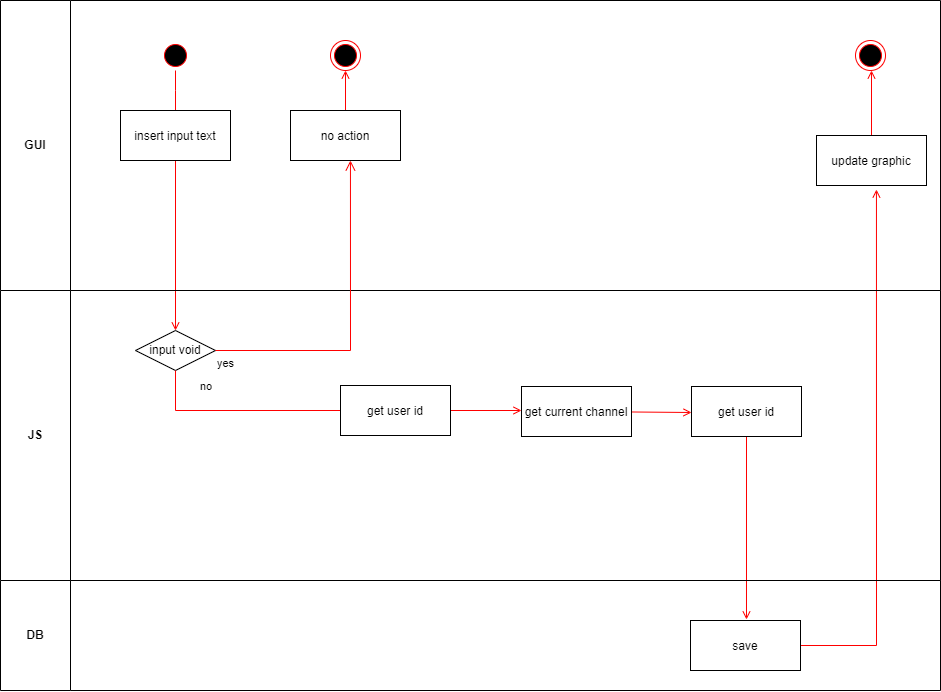 GUI
insert input text
no action
update graphic
JS
input void
yes
no
get user id
get current channel
get user id
DB
save